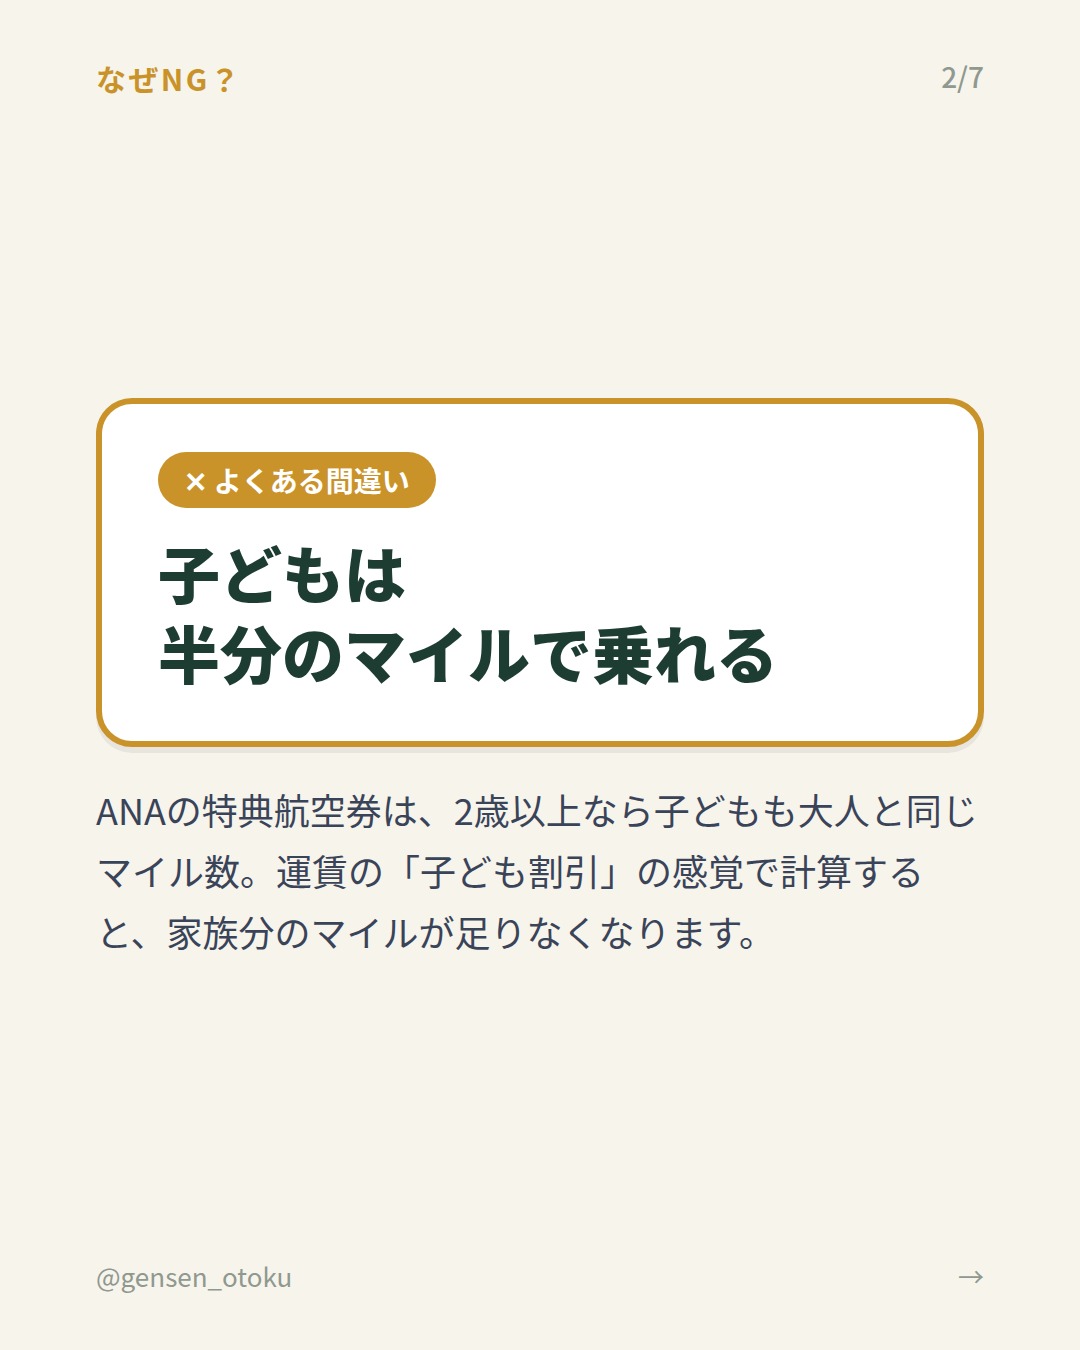 なぜNG？
2/7
× よくある間違い
子どもは
半分のマイルで乗れる
ANAの特典航空券は、2歳以上なら子どもも大人と同じ
マイル数。運賃の「子ども割引」の感覚で計算する
と、家族分のマイルが足りなくなります。
@gensen_otoku
→